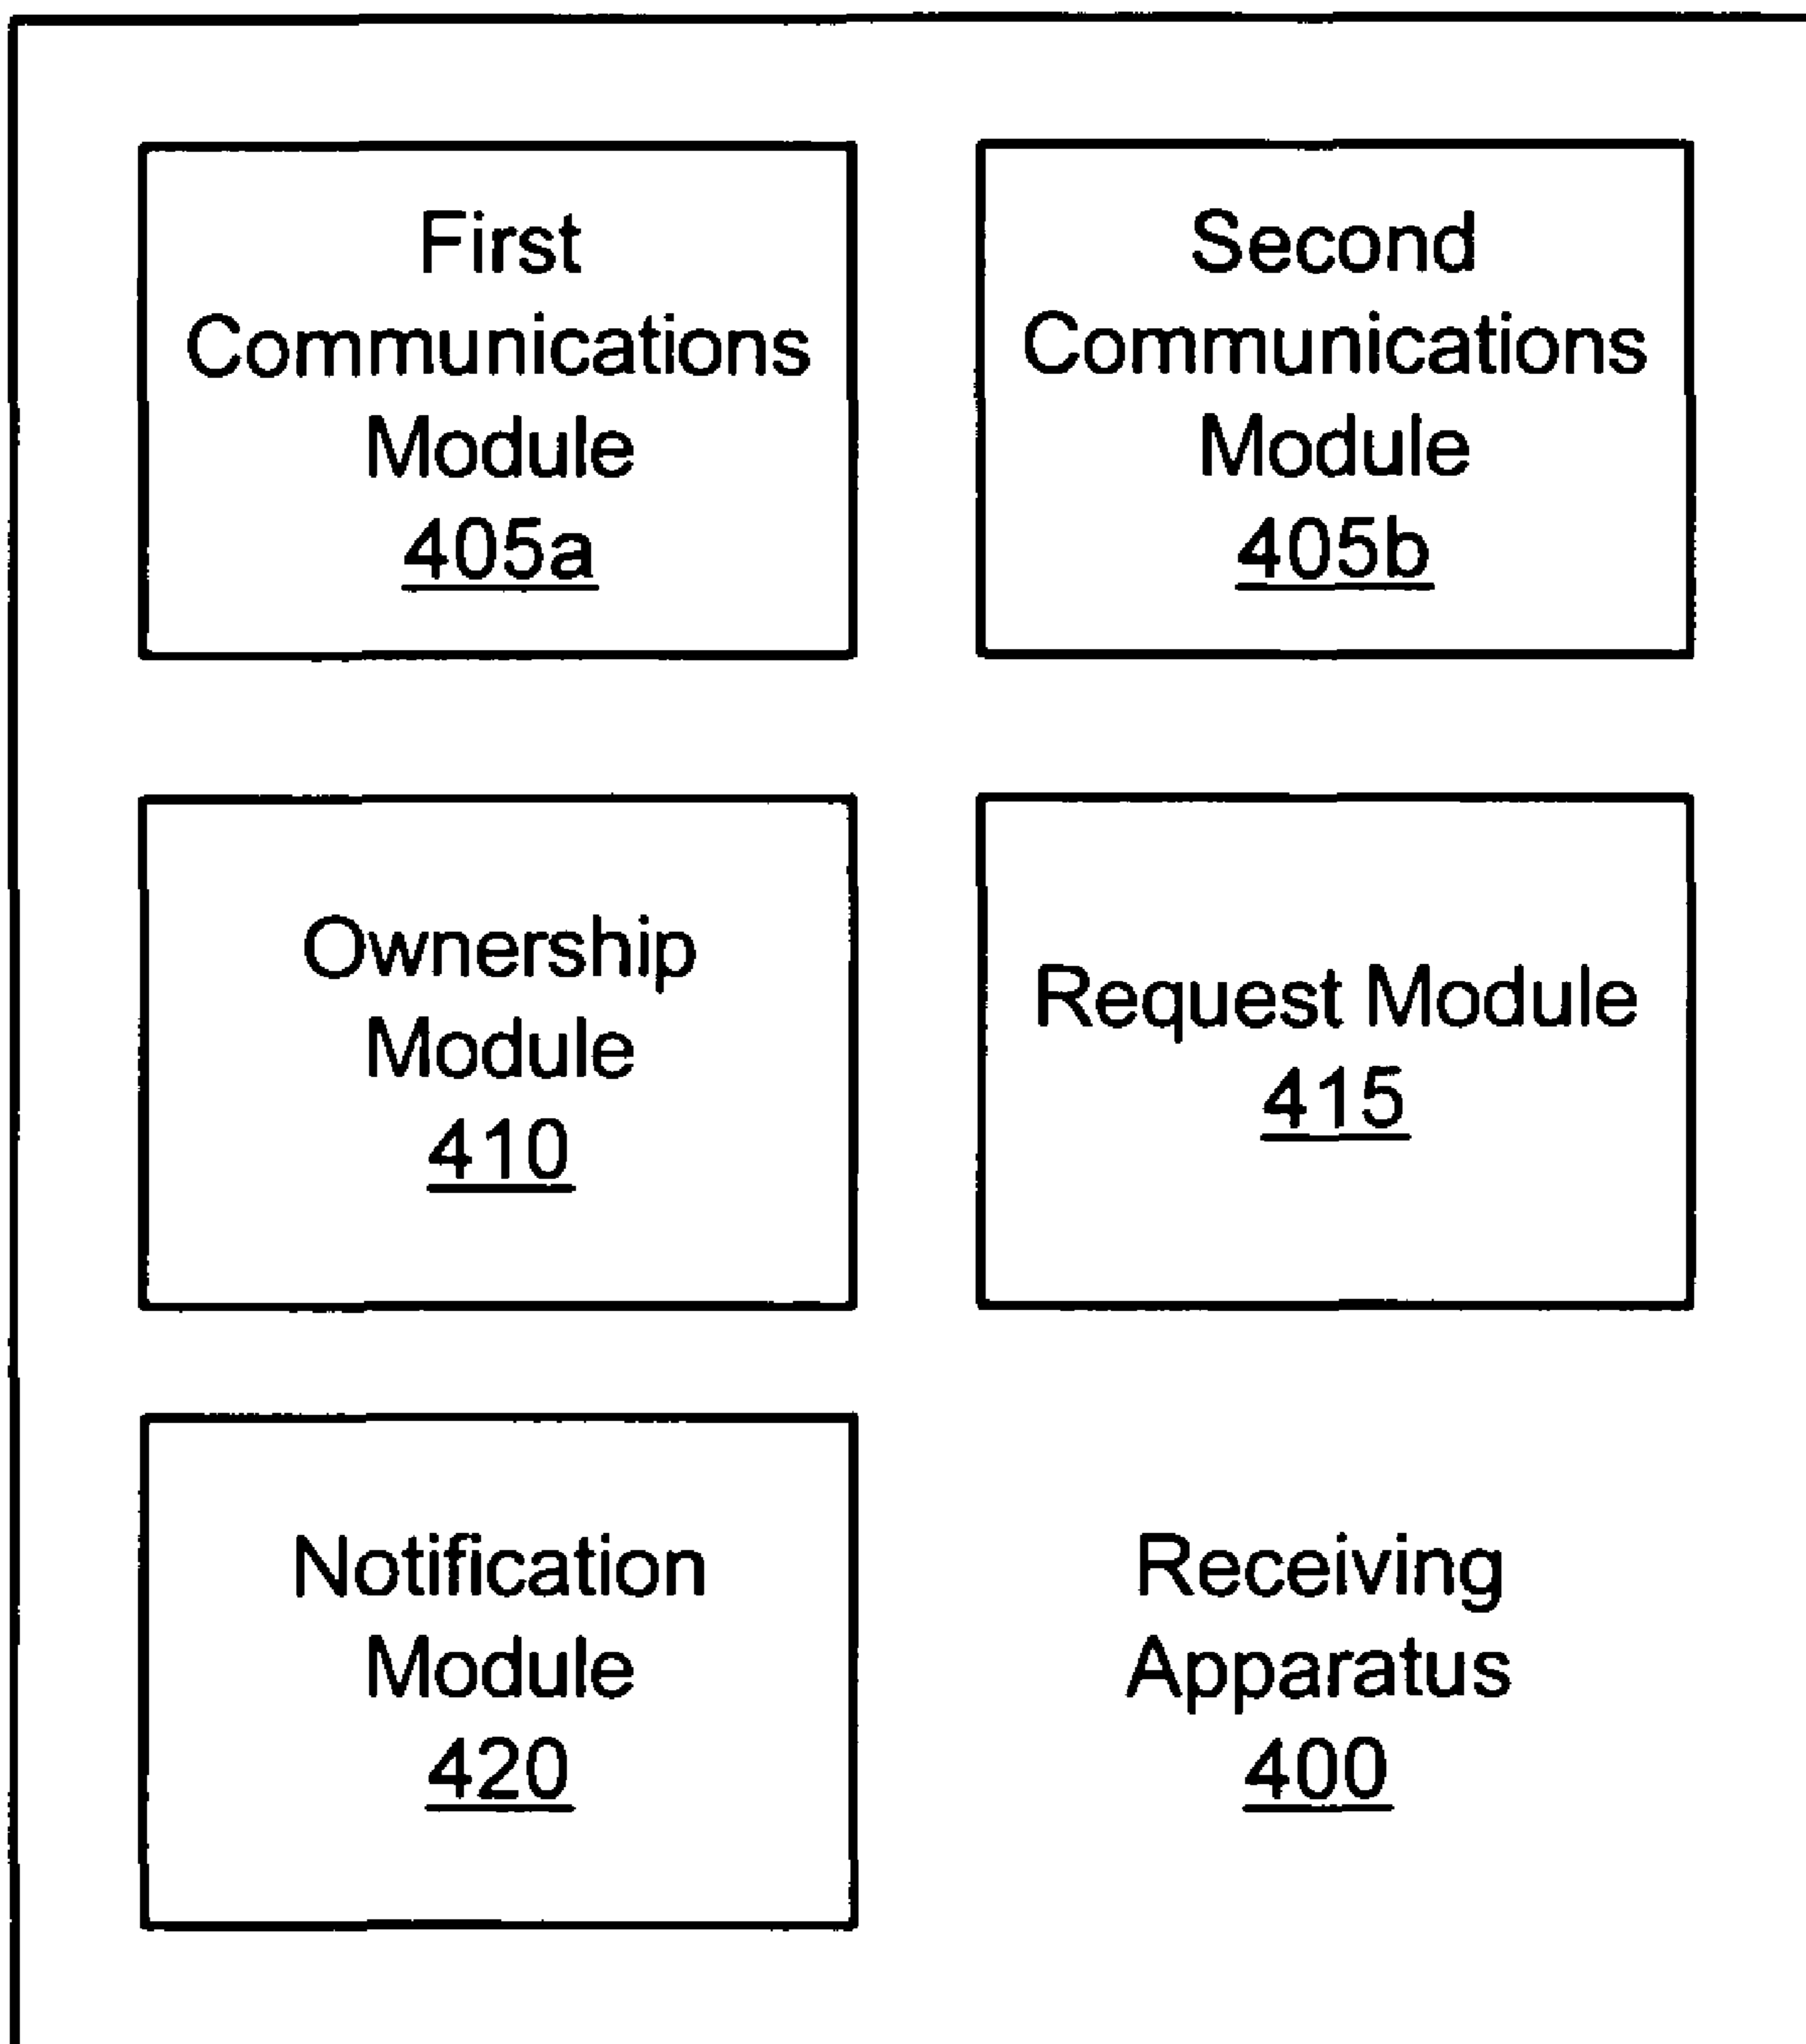 First
Communications
Module
405a
Second
Communications
Module
405b
Ownership
Module
410
Request Module
415
Notification
Module
420
Receiving
Apparatus
400